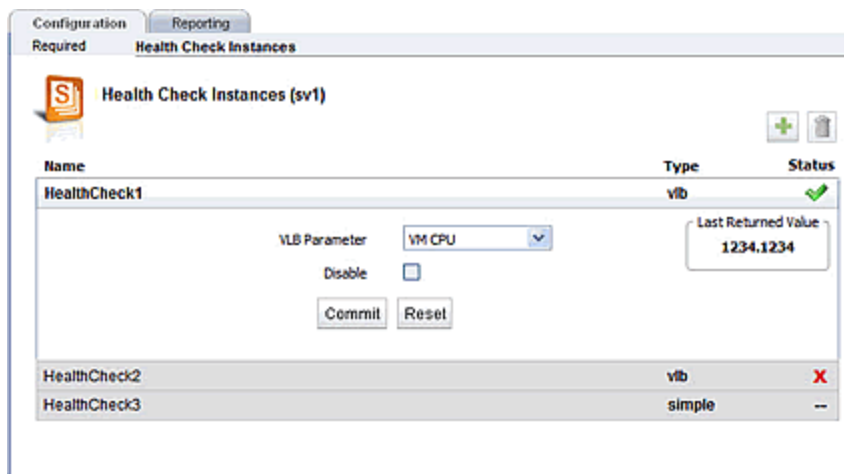 Configuration Reporting
Required Health Check Instances
S Health Check Instances (sv1)
Name Type Status
HealthCheck1 vlb
VLB Parameter VM CPU Last Returned Value
1234.1234
Disable
Commit Reset
HealthCheck2 vlb X
HealthCheck3 simple --